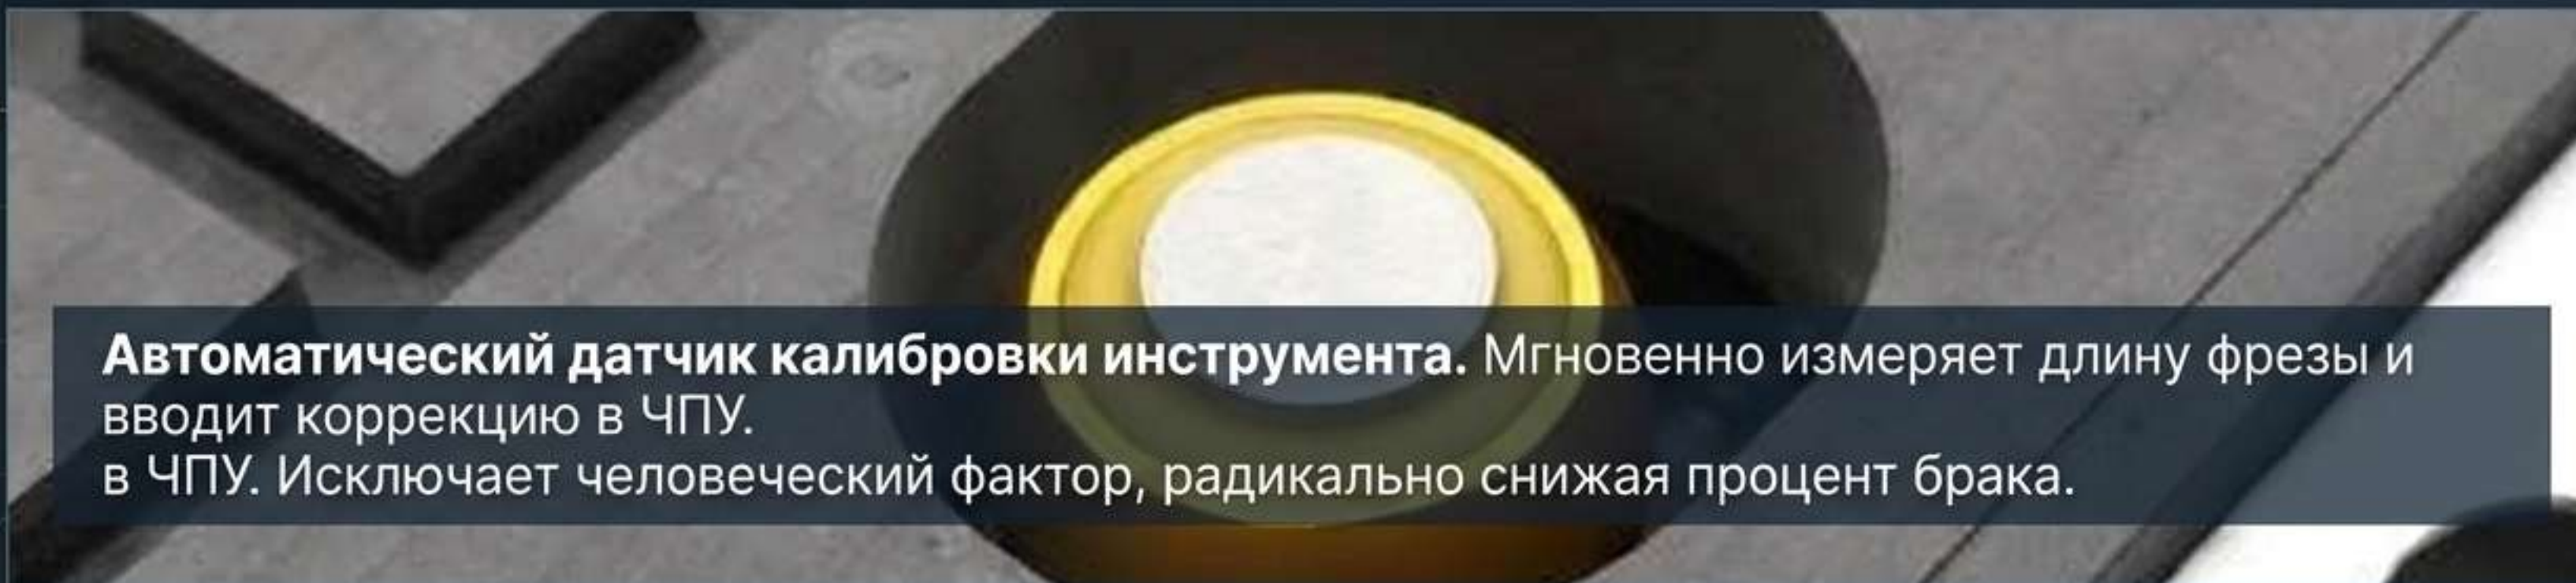 Автоматический датчик калибровки инструмента. Мгновенно измеряет длину фрезы и
вводит коррекцию в ЧПУ.
в ЧПУ. Исключает человеческий фактор, радикально снижая процент брака.